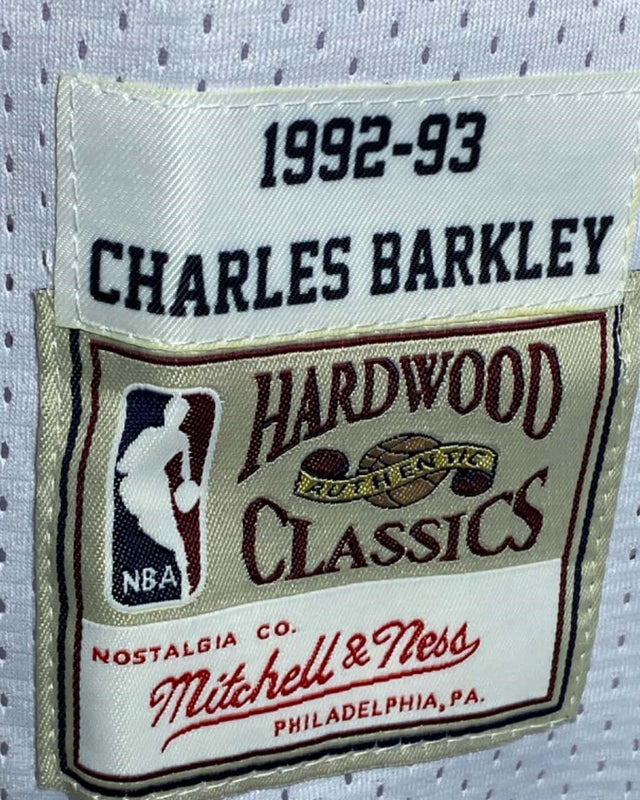 1992-93
CHARLES BARKLEY
HARDWOOD
AUTHENTIC
CLASSICS
NBA
NOSTALGIA CO.
Mitchell & Ness
PHILADELPHIA, PA.